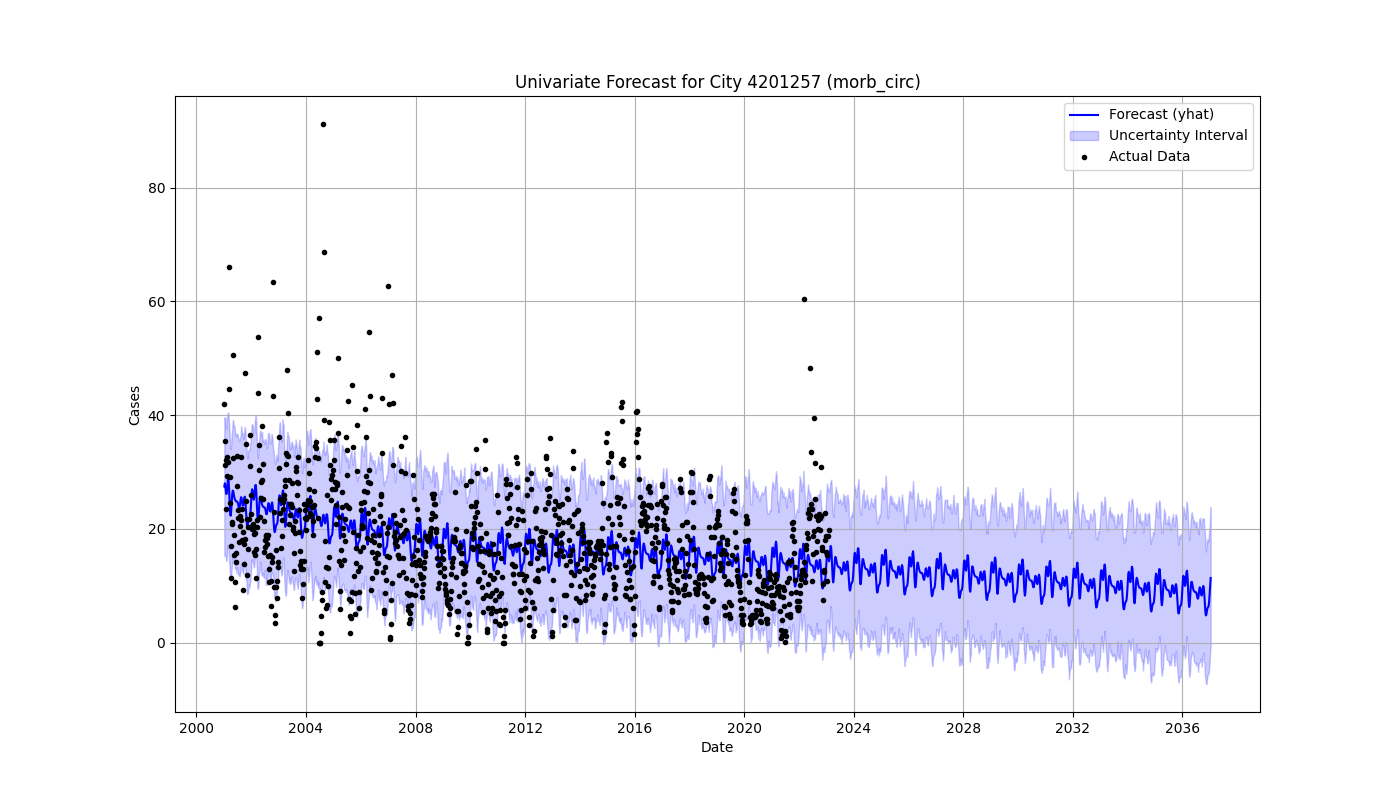 Univariate Forecast for City 4201257 (morb_circ)
Forecast (yhat)
Uncertainty Interval
Actual Data
Cases
80
60
40
20
0
2000 2004 2008 2012 2016 2020 2024 2028 2032 2036
Date